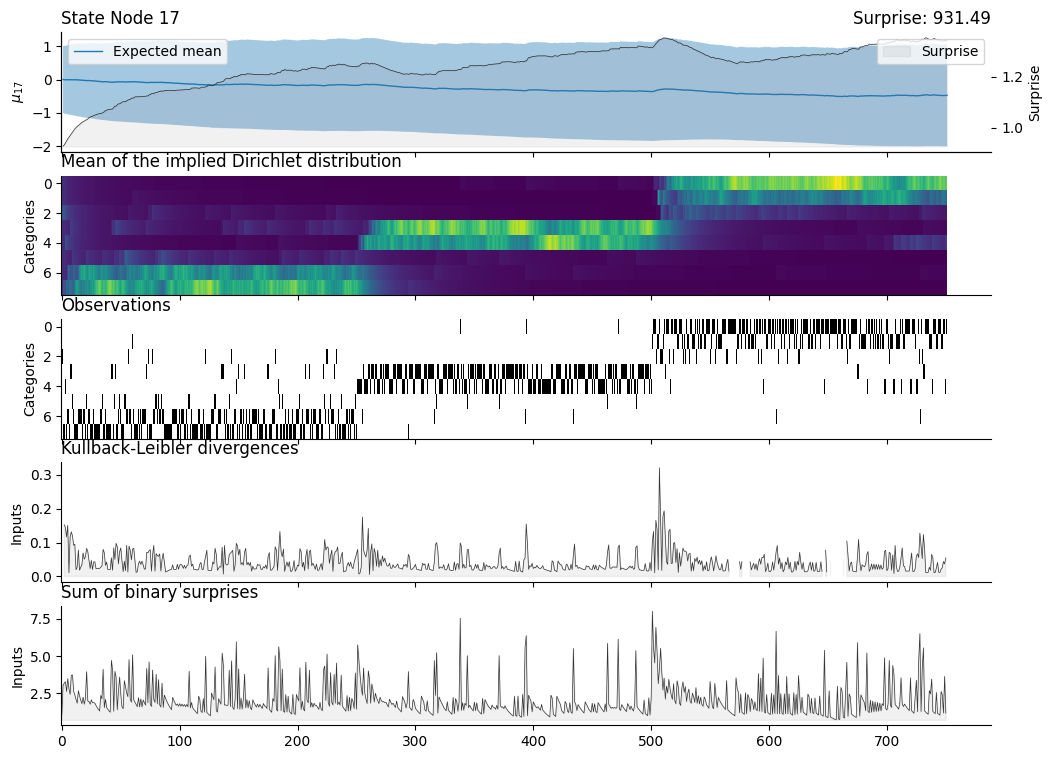 State Node 17 Surprise: 931.49
1 Expected mean Surprise
0 1.2
−1 1.0
−2
μ17 Surprise
Mean of the implied Dirichlet distribution
0
2
4
6
Categories
Observations
0
2
4
6
Categories
Kullback-Leibler divergences
0.3
0.2
0.1
0.0
Inputs
Sum of binary surprises
7.5
5.0
2.5
Inputs
0 100 200 300 400 500 600 700